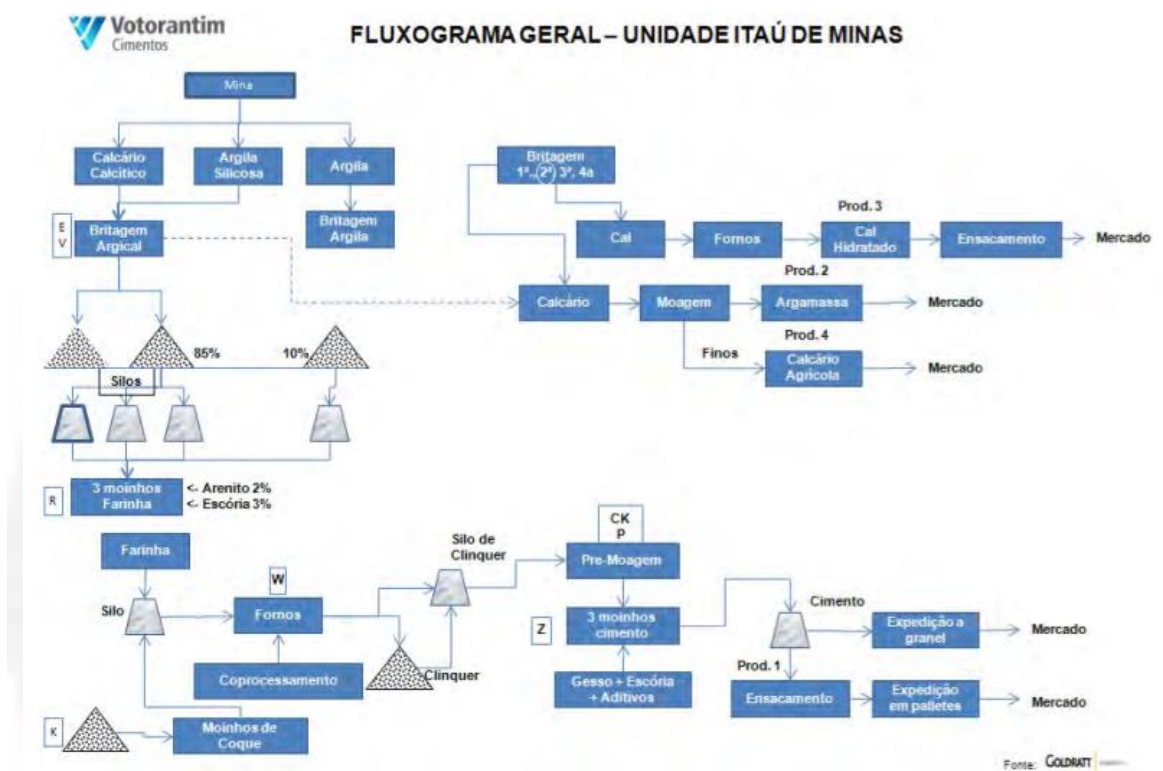 Votorantim
Cimentos
FLUXOGRAMA GERAL – UNIDADE ITAÚ DE MINAS
Mina
Calcário
Calcítico
Argila
Silicosa
Argila
E
V
Britagem
Argical
Britagem
Argila
Britagem
1ª.,(2ª) 3ª, 4a
Prod. 3
Cal
Fornos
Cal
Hidratado
Ensacamento
Mercado
Prod. 2
Calcário
Moagem
Argamassa
Mercado
Prod. 4
Finos
Calcário
Agrícola
Mercado
85%
10%
Silos
R
3 moinhos
Farinha
<- Arenito 2%
<- Escória 3%
Farinha
Silo
W
Fornos
Coprocessamento
Silo de
Clinquer
Clinquer
K
Moinhos de
Coque
CK
P
Pre-Moagem
Z
3 moinhos
cimento
Gesso + Escória
+ Aditivos
Cimento
Expedição a
granel
Mercado
Prod. 1
Ensacamento
Expedição
em palletes
Mercado
Fonte: GOLDRATT